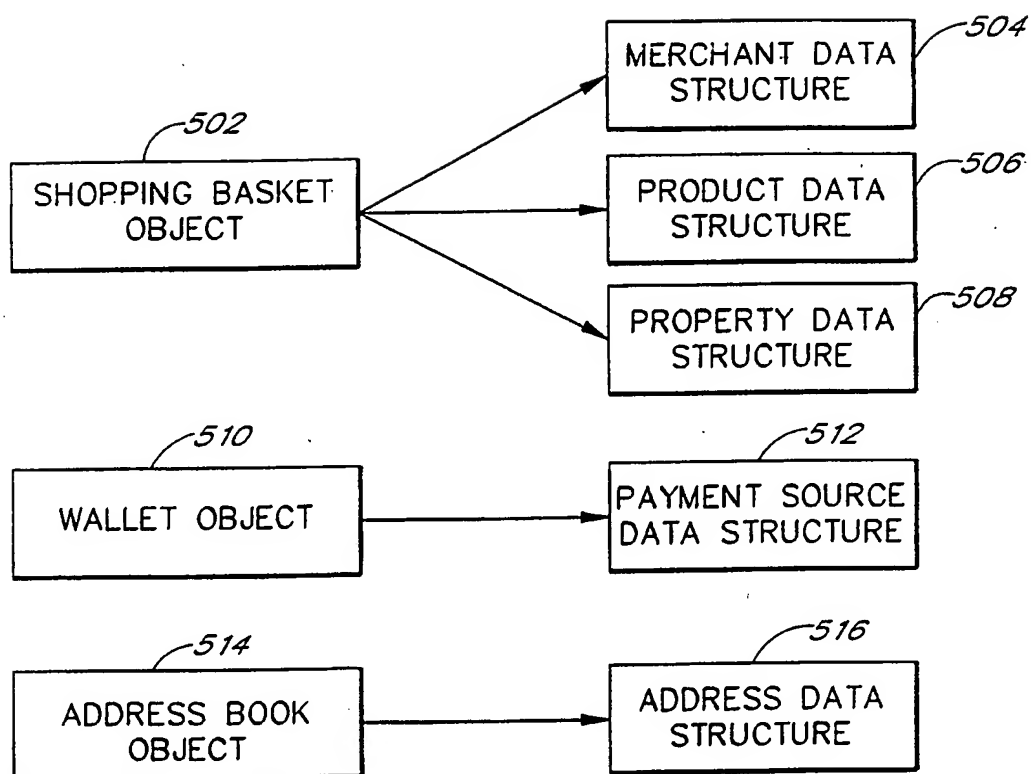 504
MERCHANT DATA
STRUCTURE
502
SHOPPING BASKET
OBJECT
506
PRODUCT DATA
STRUCTURE
508
PROPERTY DATA
STRUCTURE
510
WALLET OBJECT
512
PAYMENT SOURCE
DATA STRUCTURE
514
ADDRESS BOOK
OBJECT
516
ADDRESS DATA
STRUCTURE